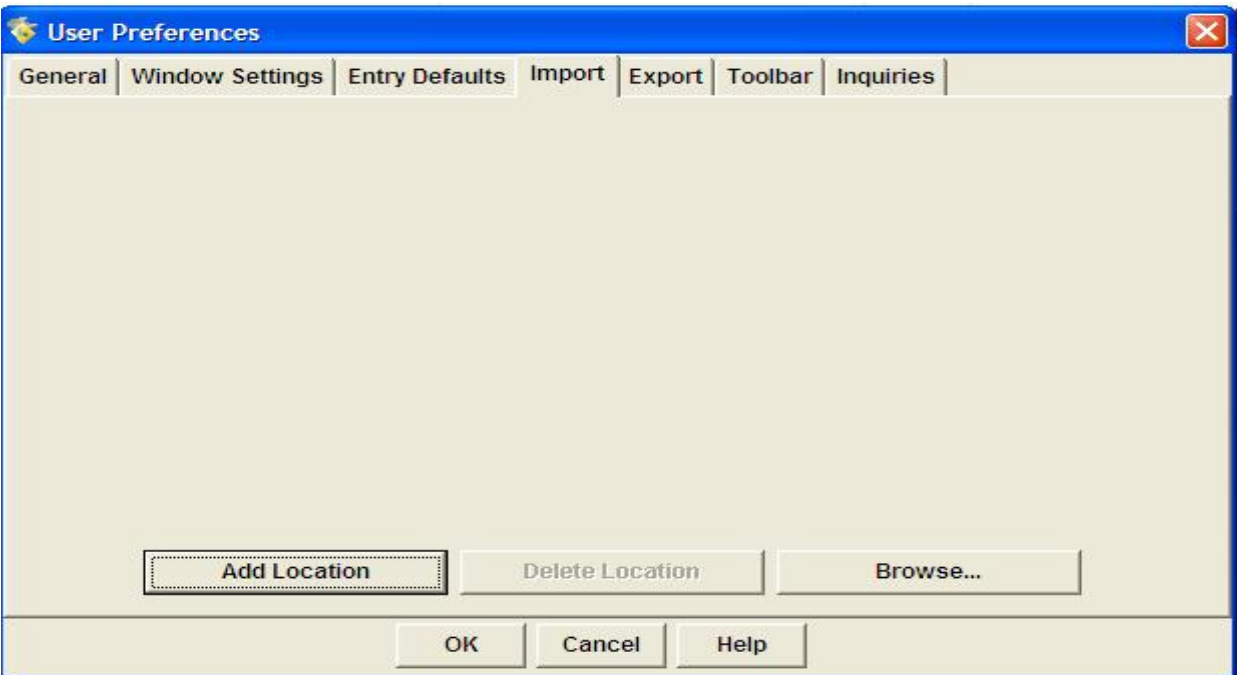 User Preferences
General Window Settings Entry Defaults Import Export Toolbar Inquiries
Add Location Delete Location Browse...
OK Cancel Help